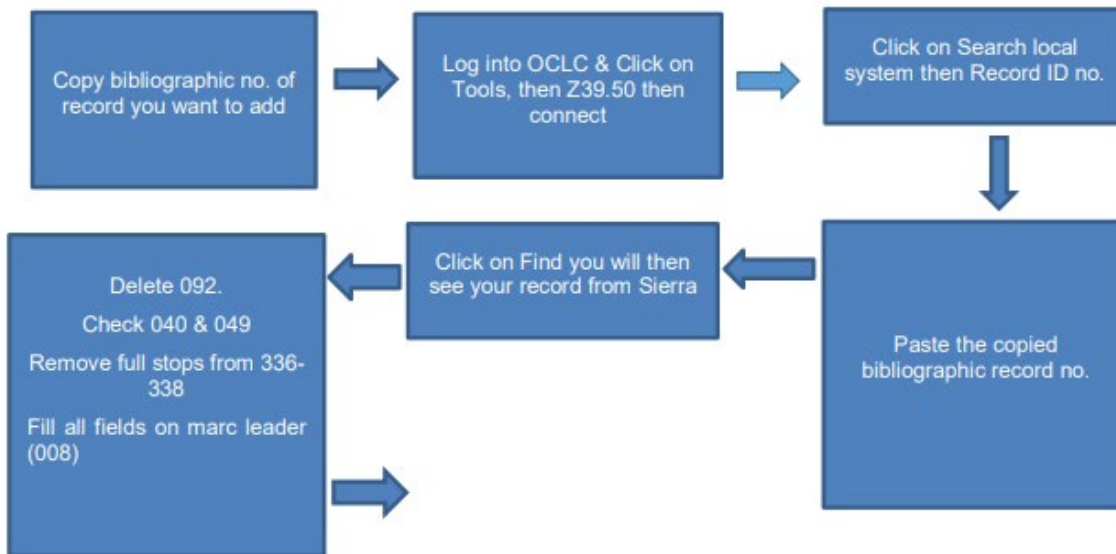 Copy bibliographic no. of
record you want to add
Log into OCLC & Click on
Tools, then Z39.50 then
connect
Click on Search local
system then Record ID no.
Paste the copied
bibliographic record no.
Click on Find you will then
see your record from Sierra
Delete 092.
Check 040 & 049
Remove full stops from 336-
338
Fill all fields on marc leader
(008)